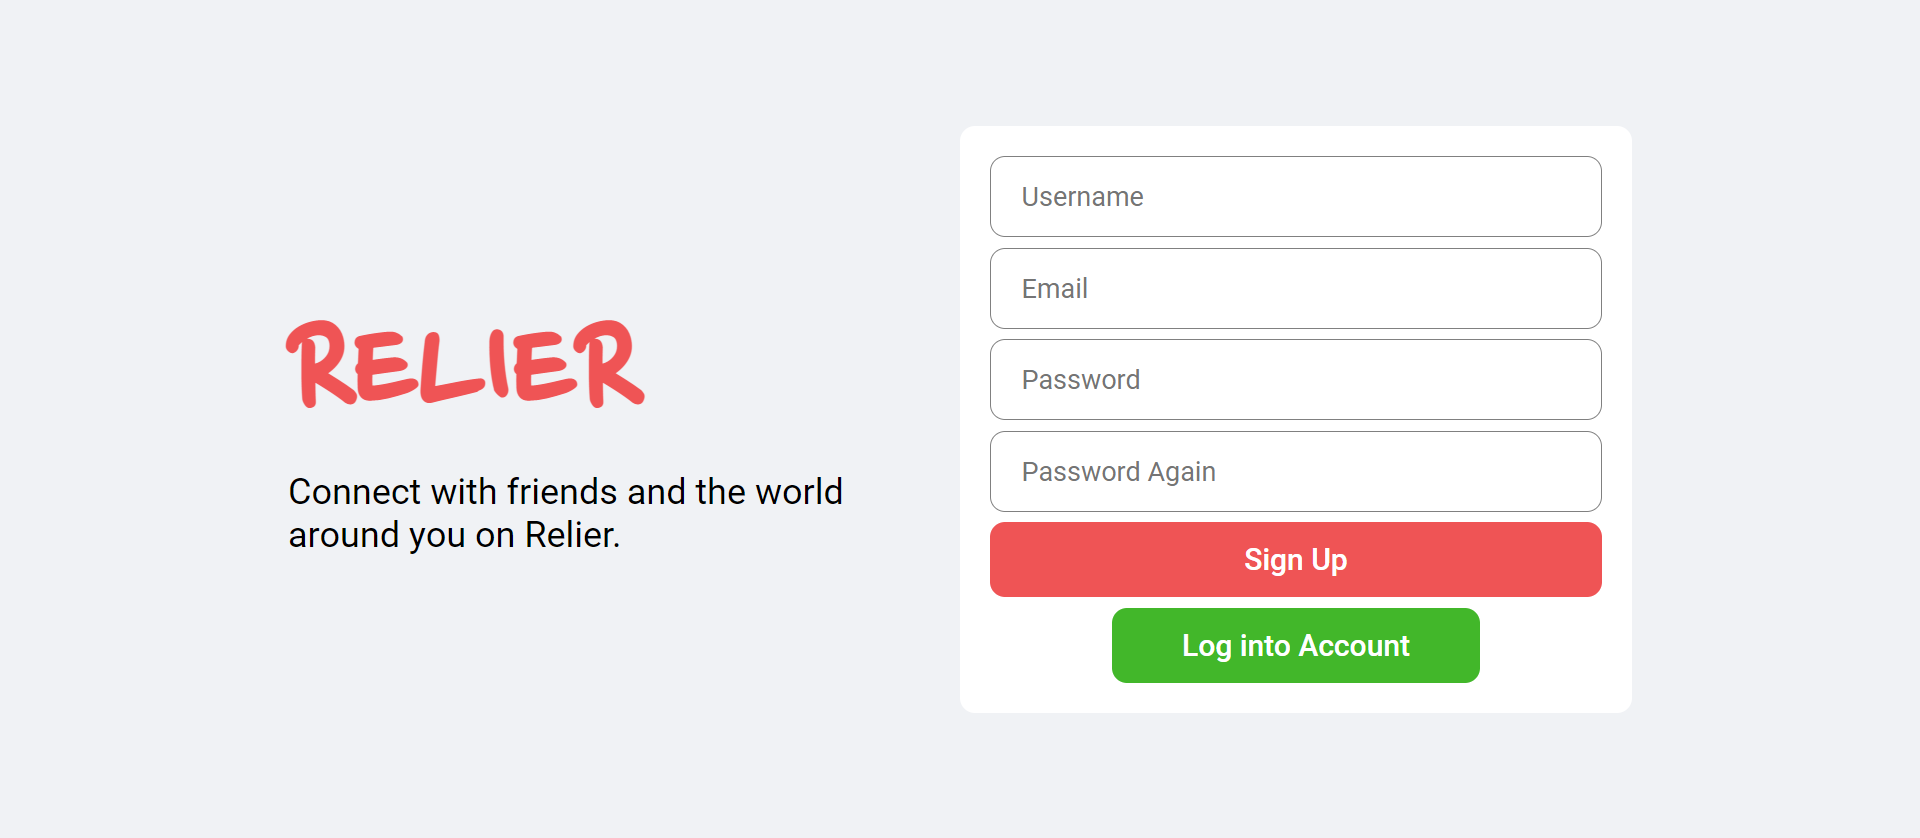 RELIER
Connect with friends and the world
around you on Relier.
Username
Email
Password
Password Again
Sign Up
Log into Account